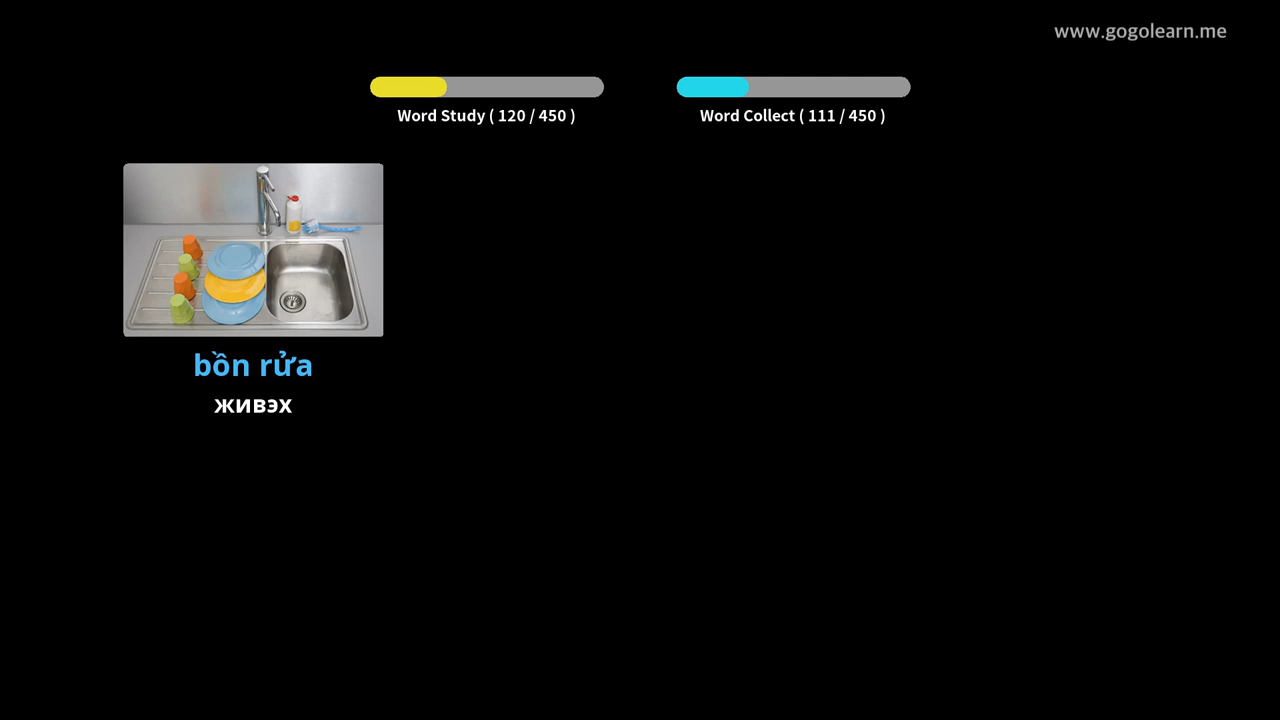 www.gogolearn.me
Word Study ( 120 / 450 )
Word Collect ( 111 / 450 )
bồn rửa
живэх